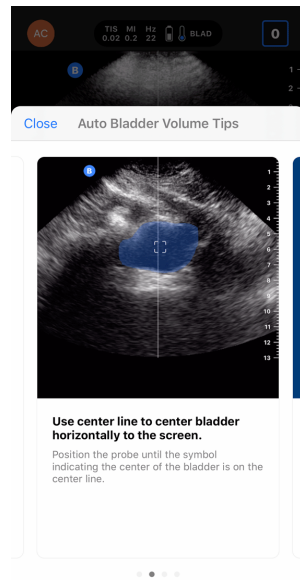 AC
TIS MI Hz
0.02 0.2 22
BLAD
0
B
1
2
Close Auto Bladder Volume Tips
B
1
2
3
4
5
6
7
8
9
10
11
12
13
Use center line to center bladder
horizontally to the screen.
Position the probe until the symbol
indicating the center of the bladder is on the
center line.